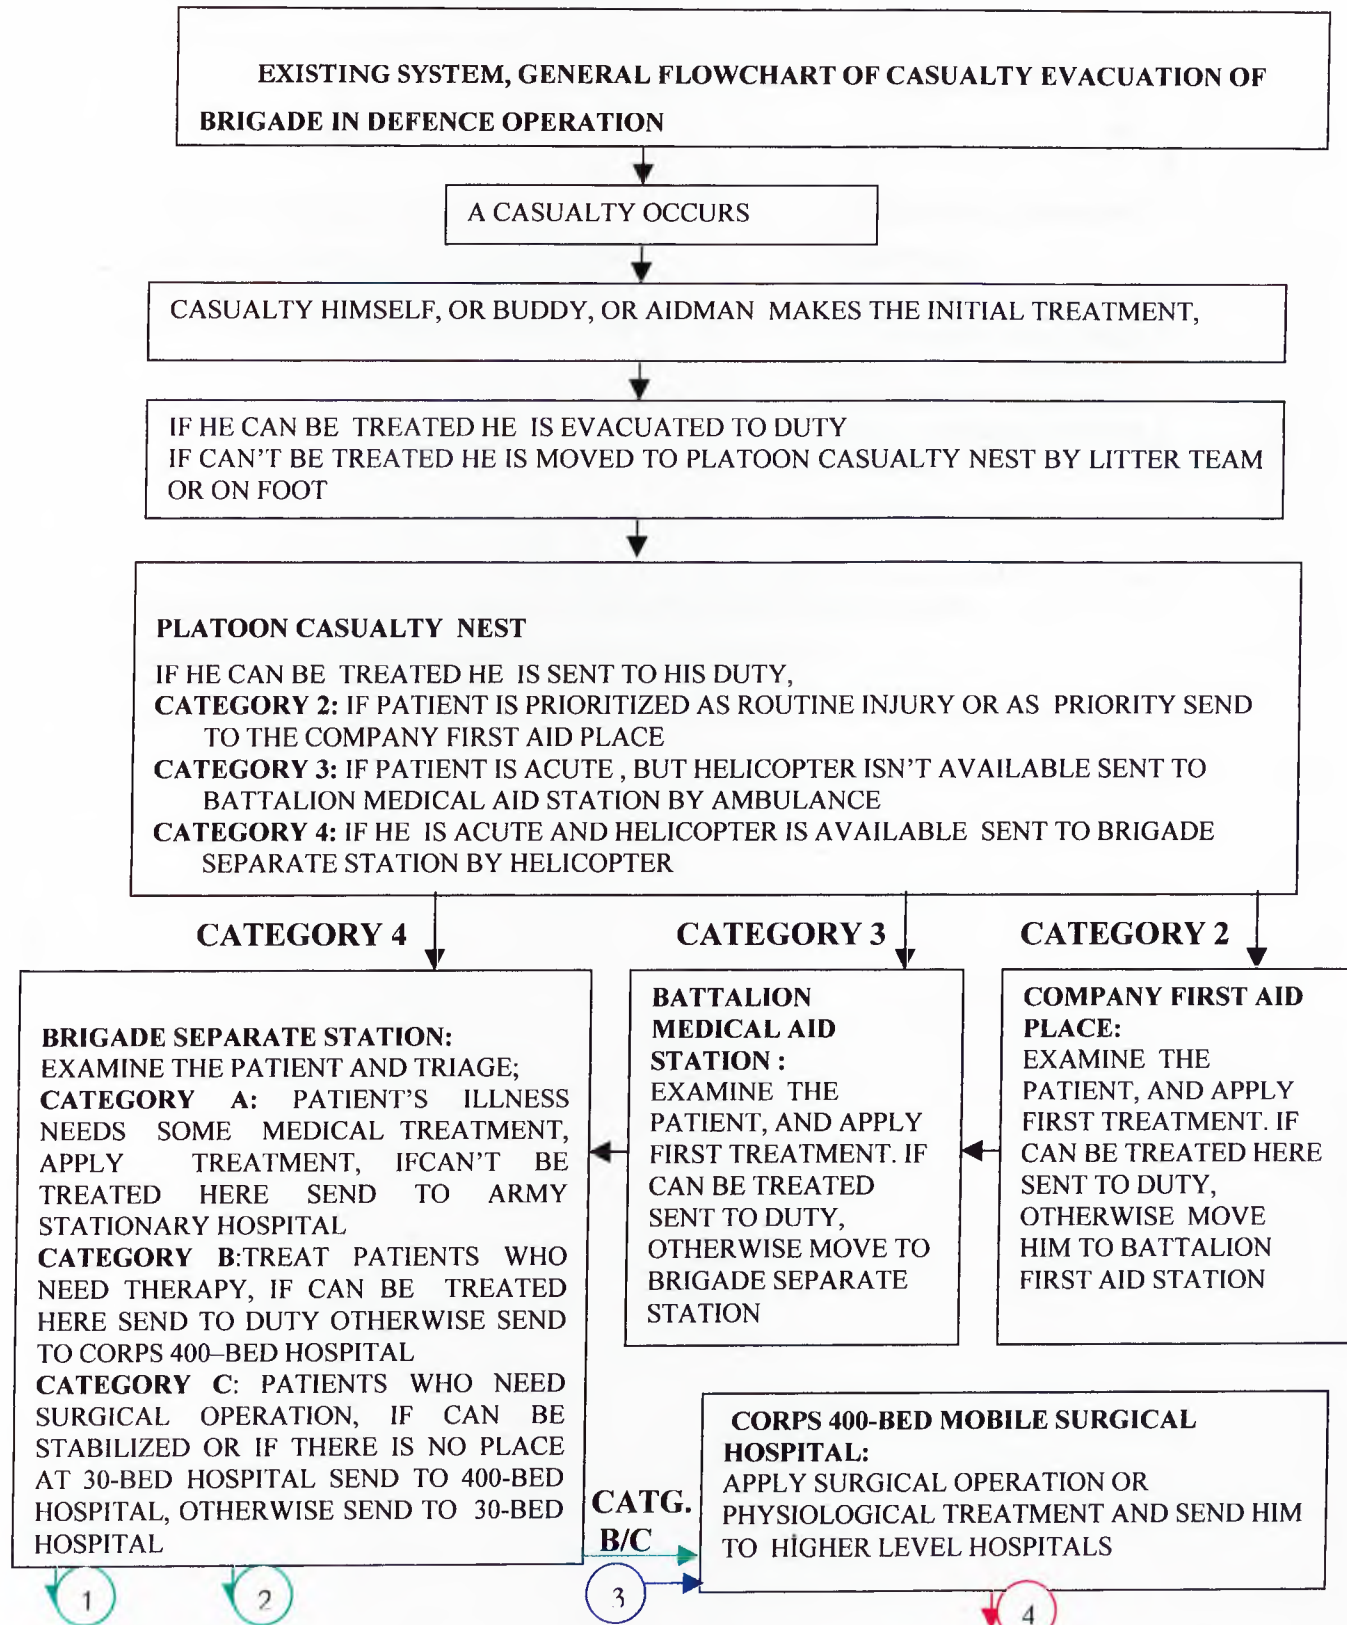 EXISTING SYSTEM, GENERAL FLOWCHART OF CASUALTY EVACUATION OF
BRIGADE IN DEFENCE OPERATION
A CASUALTY OCCURS
CASUALTY HIMSELF, OR BUDDY, OR AIDMAN MAKES THE INITIAL TREATMENT,
IF HE CAN BE TREATED HE IS EVACUATED TO DUTY
IF CAN'T BE TREATED HE IS MOVED TO PLATOON CASUALTY NEST BY LITTER TEAM
OR ON FOOT
PLATOON CASUALTY NEST
IF HE CAN BE TREATED HE IS SENT TO HIS DUTY,
CATEGORY 2: IF PATIENT IS PRIORITIZED AS ROUTINE INJURY OR AS PRIORITY SEND
TO THE COMPANY FIRST AID PLACE
CATEGORY 3: IF PATIENT IS ACUTE , BUT HELICOPTER ISN'T AVAILABLE SENT TO
BATTALION MEDICAL AID STATION BY AMBULANCE
CATEGORY 4: IF HE IS ACUTE AND HELICOPTER IS AVAILABLE SENT TO BRIGADE
SEPARATE STATION BY HELICOPTER
CATEGORY 4
CATEGORY 3
CATEGORY 2
BRIGADE SEPARATE STATION:
EXAMINE THE PATIENT AND TRIAGE;
CATEGORY A: PATIENT'S ILLNESS
NEEDS SOME MEDICAL TREATMENT,
APPLY TREATMENT, IFCAN'T BE
TREATED HERE SEND TO ARMY
STATIONARY HOSPITAL
CATEGORY B:TREAT PATIENTS WHO
NEED THERAPY, IF CAN BE TREATED
HERE SEND TO DUTY OTHERWISE SEND
TO CORPS 400–BED HOSPITAL
CATEGORY C: PATIENTS WHO NEED
SURGICAL OPERATION, IF CAN BE
STABILIZED OR IF THERE IS NO PLACE
AT 30-BED HOSPITAL SEND TO 400-BED
HOSPITAL, OTHERWISE SEND TO 30-BED
HOSPITAL
BATTALION
MEDICAL AID
STATION :
EXAMINE THE
PATIENT, AND APPLY
FIRST TREATMENT. IF
CAN BE TREATED
SENT TO DUTY,
OTHERWISE MOVE TO
BRIGADE SEPARATE
STATION
COMPANY FIRST AID
PLACE:
EXAMINE THE
PATIENT, AND APPLY
FIRST TREATMENT. IF
CAN BE TREATED HERE
SENT TO DUTY,
OTHERWISE MOVE
HIM TO BATTALION
FIRST AID STATION
CATG.
B/C
CORPS 400-BED MOBILE SURGICAL
HOSPITAL:
APPLY SURGICAL OPERATION OR
PHYSIOLOGICAL TREATMENT AND SEND HIM
TO HIGHER LEVEL HOSPITALS
1
2
3
4